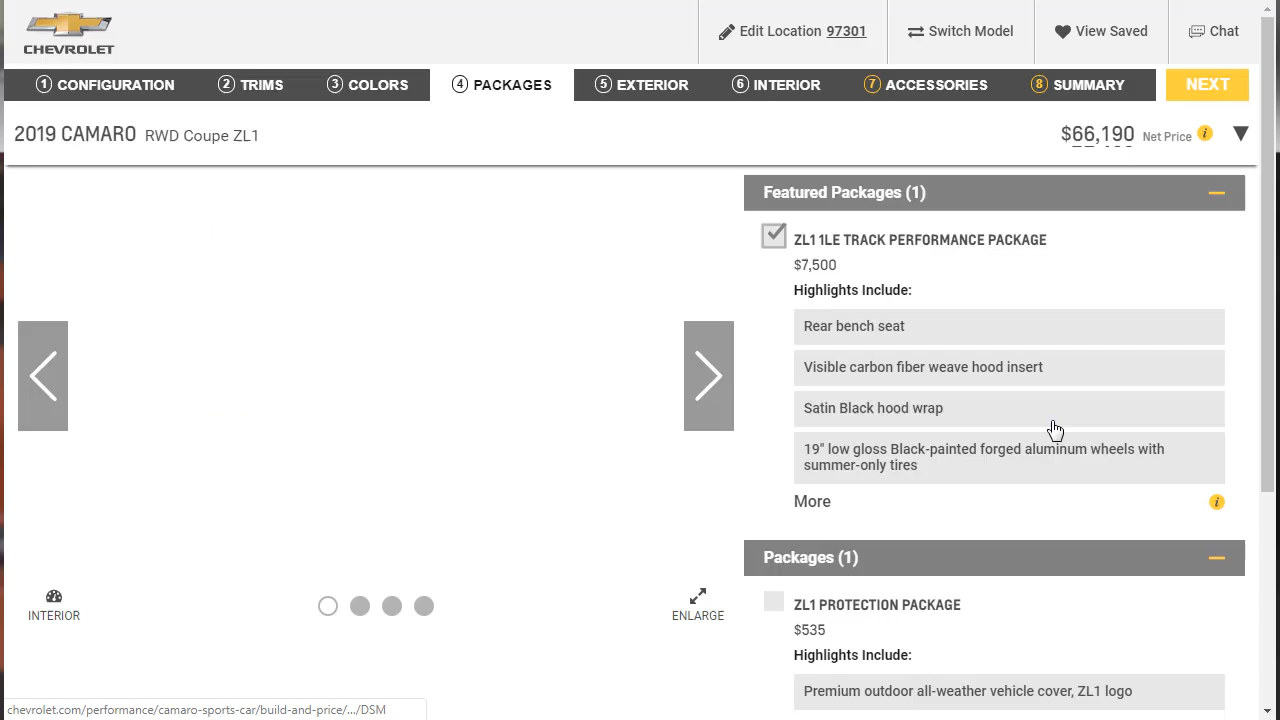 CHEVROLET
Edit Location 97301
Switch Model
View Saved
Chat
1 CONFIGURATION
2 TRIMS
3 COLORS
4 PACKAGES
5 EXTERIOR
6 INTERIOR
7 ACCESSORIES
8 SUMMARY
NEXT
2019 CAMARO RWD Coupe ZL1
$66,190 Net Price i
Featured Packages (1)
ZL1 1LE TRACK PERFORMANCE PACKAGE
$7,500
Highlights Include:
Rear bench seat
Visible carbon fiber weave hood insert
Satin Black hood wrap
19" low gloss Black-painted forged aluminum wheels with
summer-only tires
More i
Packages (1)
ZL1 PROTECTION PACKAGE
$535
Highlights Include:
Premium outdoor all-weather vehicle cover, ZL1 logo
INTERIOR
ENLARGE
chevrolet.com/performance/camaro-sports-car/build-and-price/.../DSM